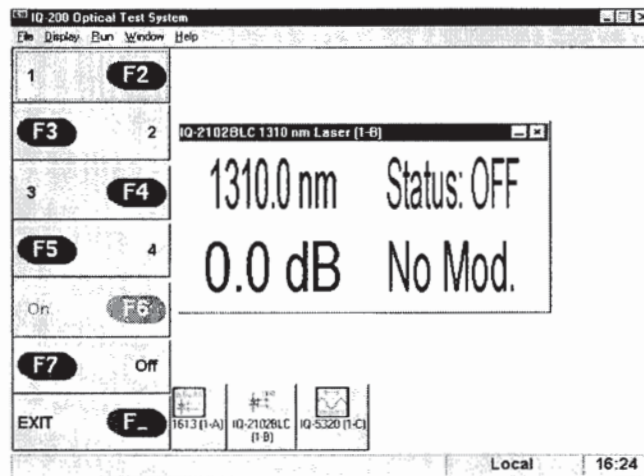 IQ-200 Optical Test System
File Display Run Window Help
1 F2
F3 2
3 F4
F5 4
On F6
F7 Off
EXIT F_
IQ-2102BLC 1310 nm Laser (1-B)
1310.0 nm Status: OFF
0.0 dB No Mod.
1613 (1-A) IQ-2102BLC (1-B) IQ-5320 (1-C)
Local 16:24